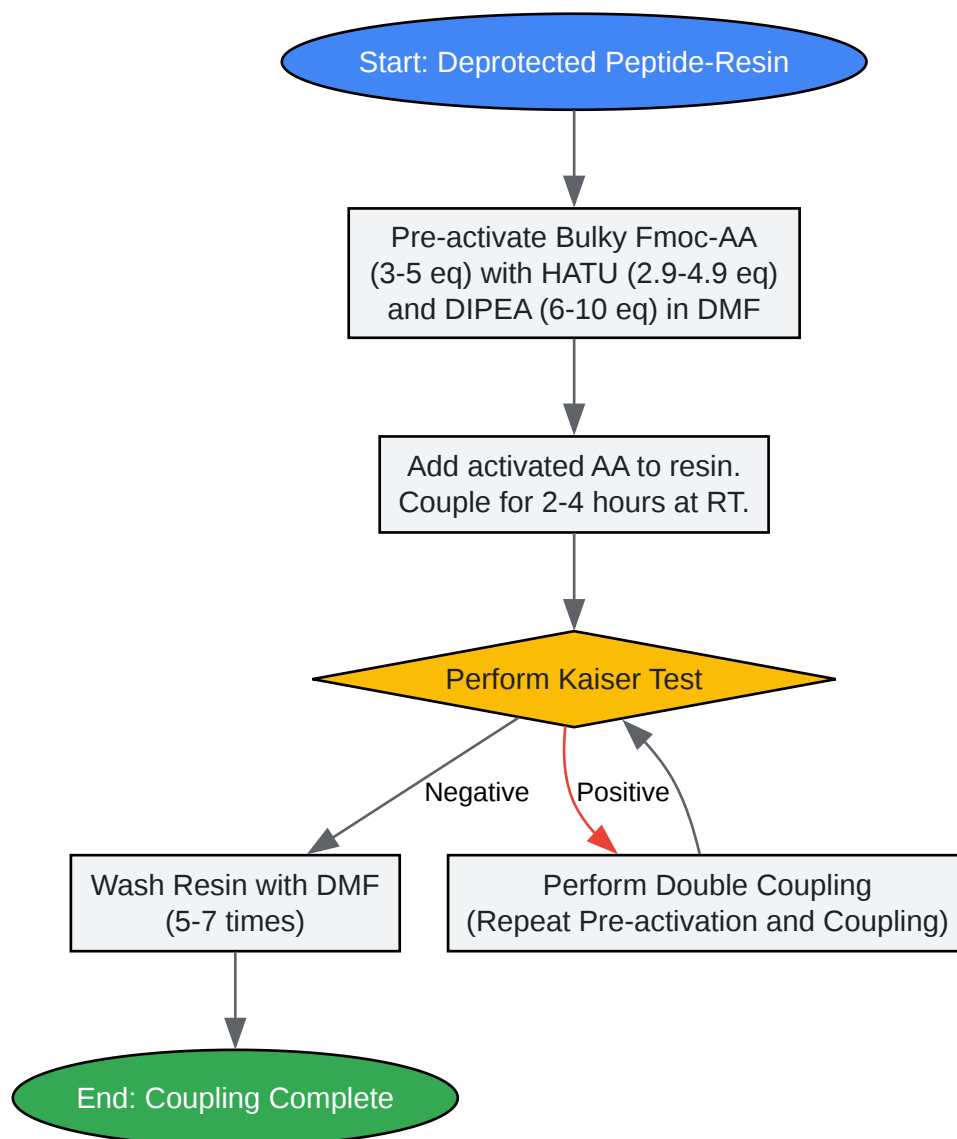 Start: Deprotected Peptide-Resin
Pre-activate Bulky Fmoc-AA
(3-5 eq) with HATU (2.9-4.9 eq)
and DIPEA (6-10 eq) in DMF
Add activated AA to resin.
Couple for 2-4 hours at RT.
Perform Kaiser Test
Negative
Positive
Wash Resin with DMF
(5-7 times)
Perform Double Coupling
(Repeat Pre-activation and Coupling)
End: Coupling Complete